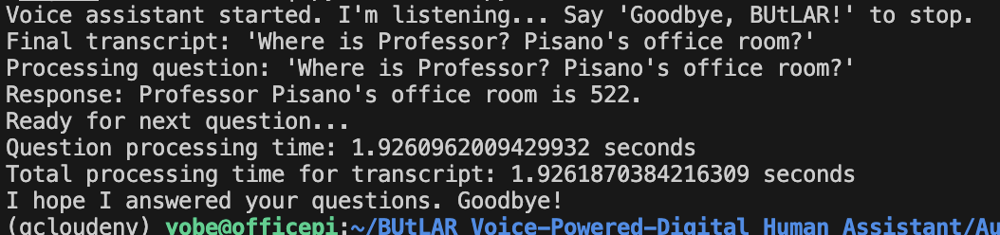 Voice assistant started. I'm listening... Say 'Goodbye, BUtLAR!' to stop.
Final transcript: 'Where is Professor? Pisano's office room?'
Processing question: 'Where is Professor? Pisano's office room?'
Response: Professor Pisano's office room is 522.
Ready for next question...
Question processing time: 1.9260962009429932 seconds
Total processing time for transcript: 1.9261870384216309 seconds
I hope I answered your questions. Goodbye!
(gcloudenv) yobe@officepi:~/BUtLAR_Voice-Powered-Digital_Human_Assistant/Au